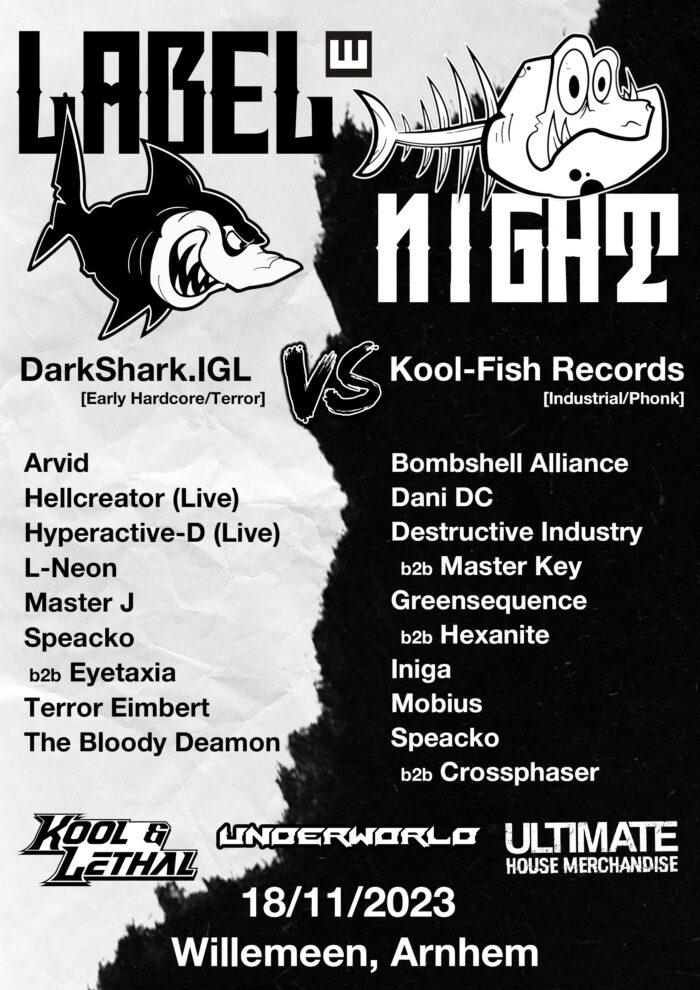 LABEL
E
NIGHT
DarkShark.IGL
[Early Hardcore/Terror]
VS
Kool-Fish Records
[Industrial/Phonk]
Arvid
Hellcreator (Live)
Hyperactive-D (Live)
L-Neon
Master J
Speacko
b2b Eyetaxia
Terror Eimbert
The Bloody Deamon
Bombshell Alliance
Dani DC
Destructive Industry
b2b Master Key
Greensequence
b2b Hexanite
Iniga
Mobius
Speacko
b2b Crossphaser
KOOL &
LETHAL
UNDERWORLD
ULTIMATE
HOUSE MERCHANDISE
18/11/2023
Willemeen, Arnhem